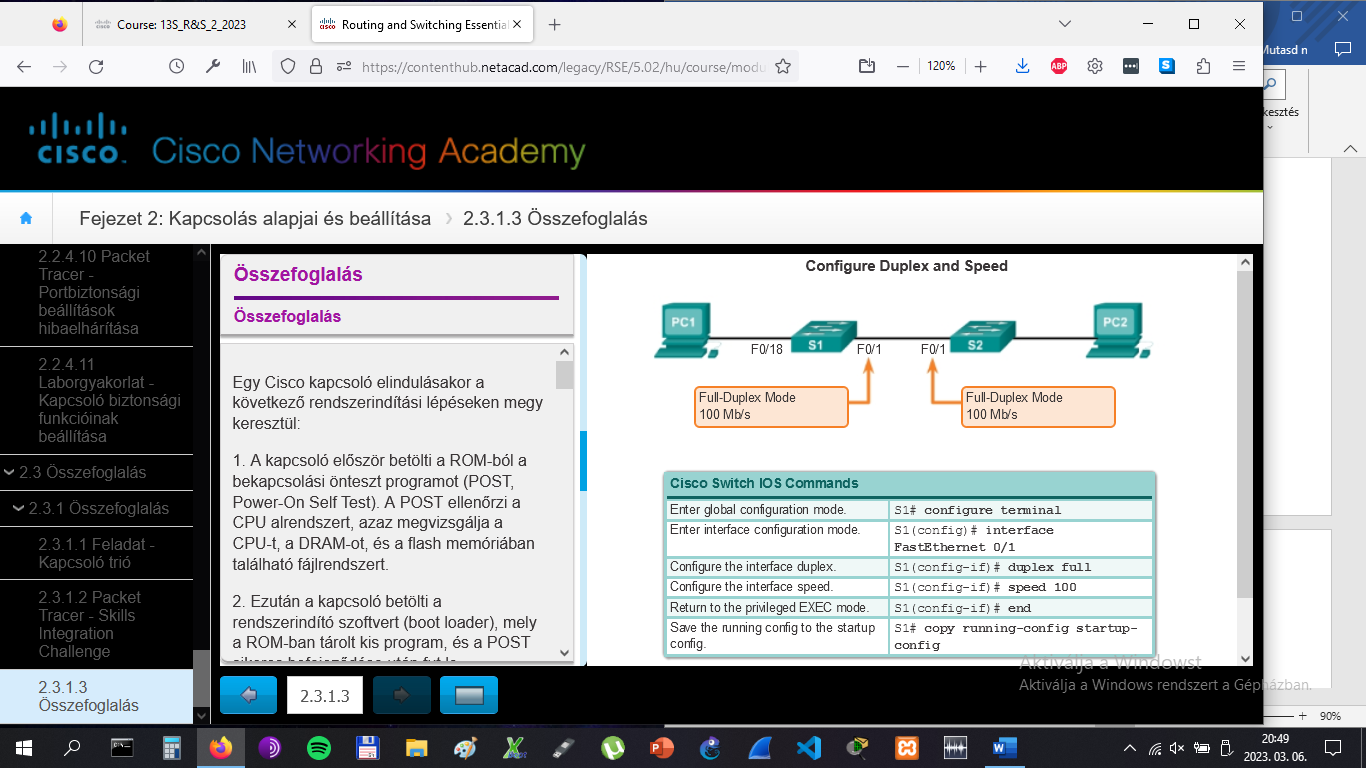 Course: 13S_R&S_2_2023
Routing and Switching Essential
Mutasd n
https://contenthub.netacad.com/legacy/RSE/5.02/hu/course/modu
120%
ABP
S
kesztés
CISCO
Cisco Networking Academy
Fejezet 2: Kapcsolás alapjai és beállítása
2.3.1.3 Összefoglalás
2.2.4.10 Packet
Tracer -
Portbiztonsági
beállítások
hibaelhárítása
2.2.4.11
Laborgyakorlat -
Kapcsoló biztonsági
funkcióinak
beállítása
2.3 Összefoglalás
2.3.1 Összefoglalás
2.3.1.1 Feladat -
Kapcsoló trió
2.3.1.2 Packet
Tracer - Skills
Integration
Challenge
2.3.1.3
Összefoglalás
Összefoglalás
Összefoglalás
Egy Cisco kapcsoló elindulásakor a
következő rendszerindítási lépéseken megy
keresztül:
1. A kapcsoló először betölti a ROM-ból a
bekapcsolási önteszt programot (POST,
Power-On Self Test). A POST ellenőrzi a
CPU alrendszert, azaz megvizsgálja a
CPU-t, a DRAM-ot, és a flash memóriában
található fájlrendszert.
2. Ezután a kapcsoló betölti a
rendszerindító szoftvert (boot loader), mely
a ROM-ban tárolt kis program, és a POST
sikeres befejeződése után fut le.
2.3.1.3
Configure Duplex and Speed
PC1
S1
S2
PC2
F0/18
F0/1
F0/1
Full-Duplex Mode
100 Mb/s
Full-Duplex Mode
100 Mb/s
Cisco Switch IOS Commands
Enter global configuration mode. S1# configure terminal
Enter interface configuration mode. S1(config)# interface
FastEthernet 0/1
Configure the interface duplex. S1(config-if)# duplex full
Configure the interface speed. S1(config-if)# speed 100
Return to the privileged EXEC mode. S1(config-if)# end
Save the running config to the startup S1# copy running-config startup-
config. config
Aktiválja a Windowst
Aktiválja a Windows rendszert a Gépházban.
90%
20:49
2023. 03. 06.